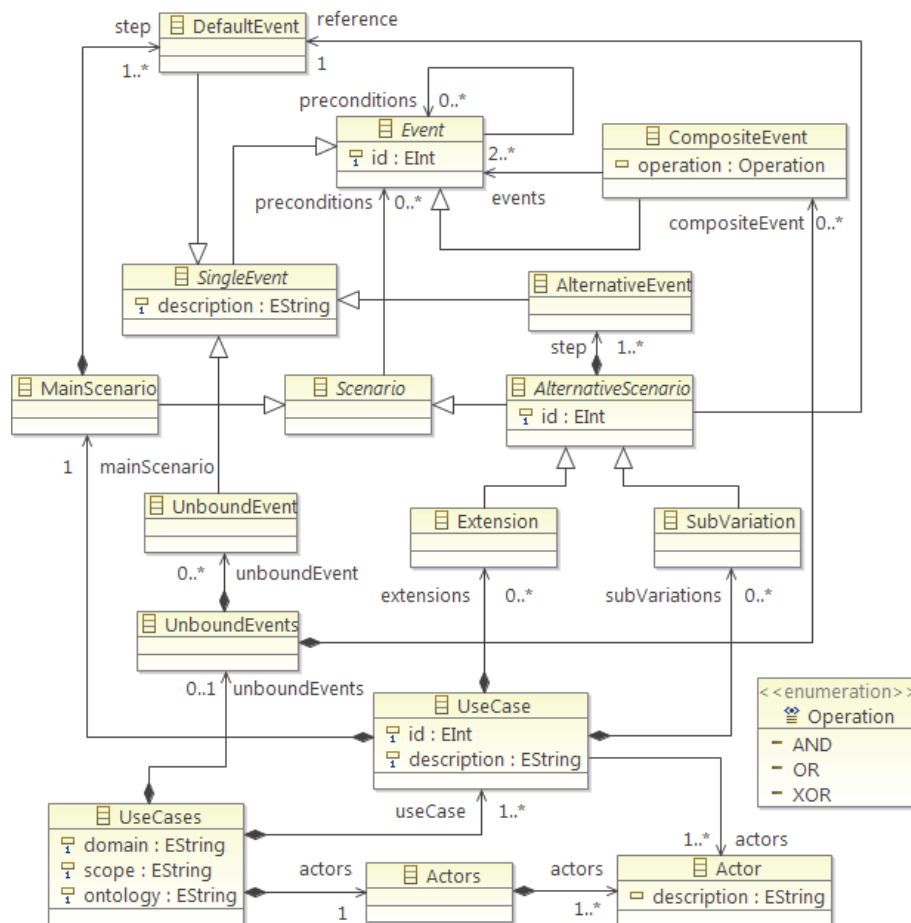 step
DefaultEvent
reference
1..*
1
preconditions
0..*
Event
id : EInt
2..*
CompositeEvent
operation : Operation
preconditions
0..*
events
compositeEvent
0..*
SingleEvent
description : EString
AlternativeEvent
step
1..*
MainScenario
Scenario
AlternativeScenario
id : EInt
1
mainScenario
UnboundEvent
Extension
SubVariation
0..*
unboundEvent
extensions
0..*
subVariations
0..*
UnboundEvents
0..1
unboundEvents
UseCase
id : EInt
description : EString
<<enumeration>>
Operation
AND
OR
XOR
useCase
1..*
UseCases
domain : EString
scope : EString
ontology : EString
actors
1
Actors
actors
1..*
1..*
actors
Actor
description : EString